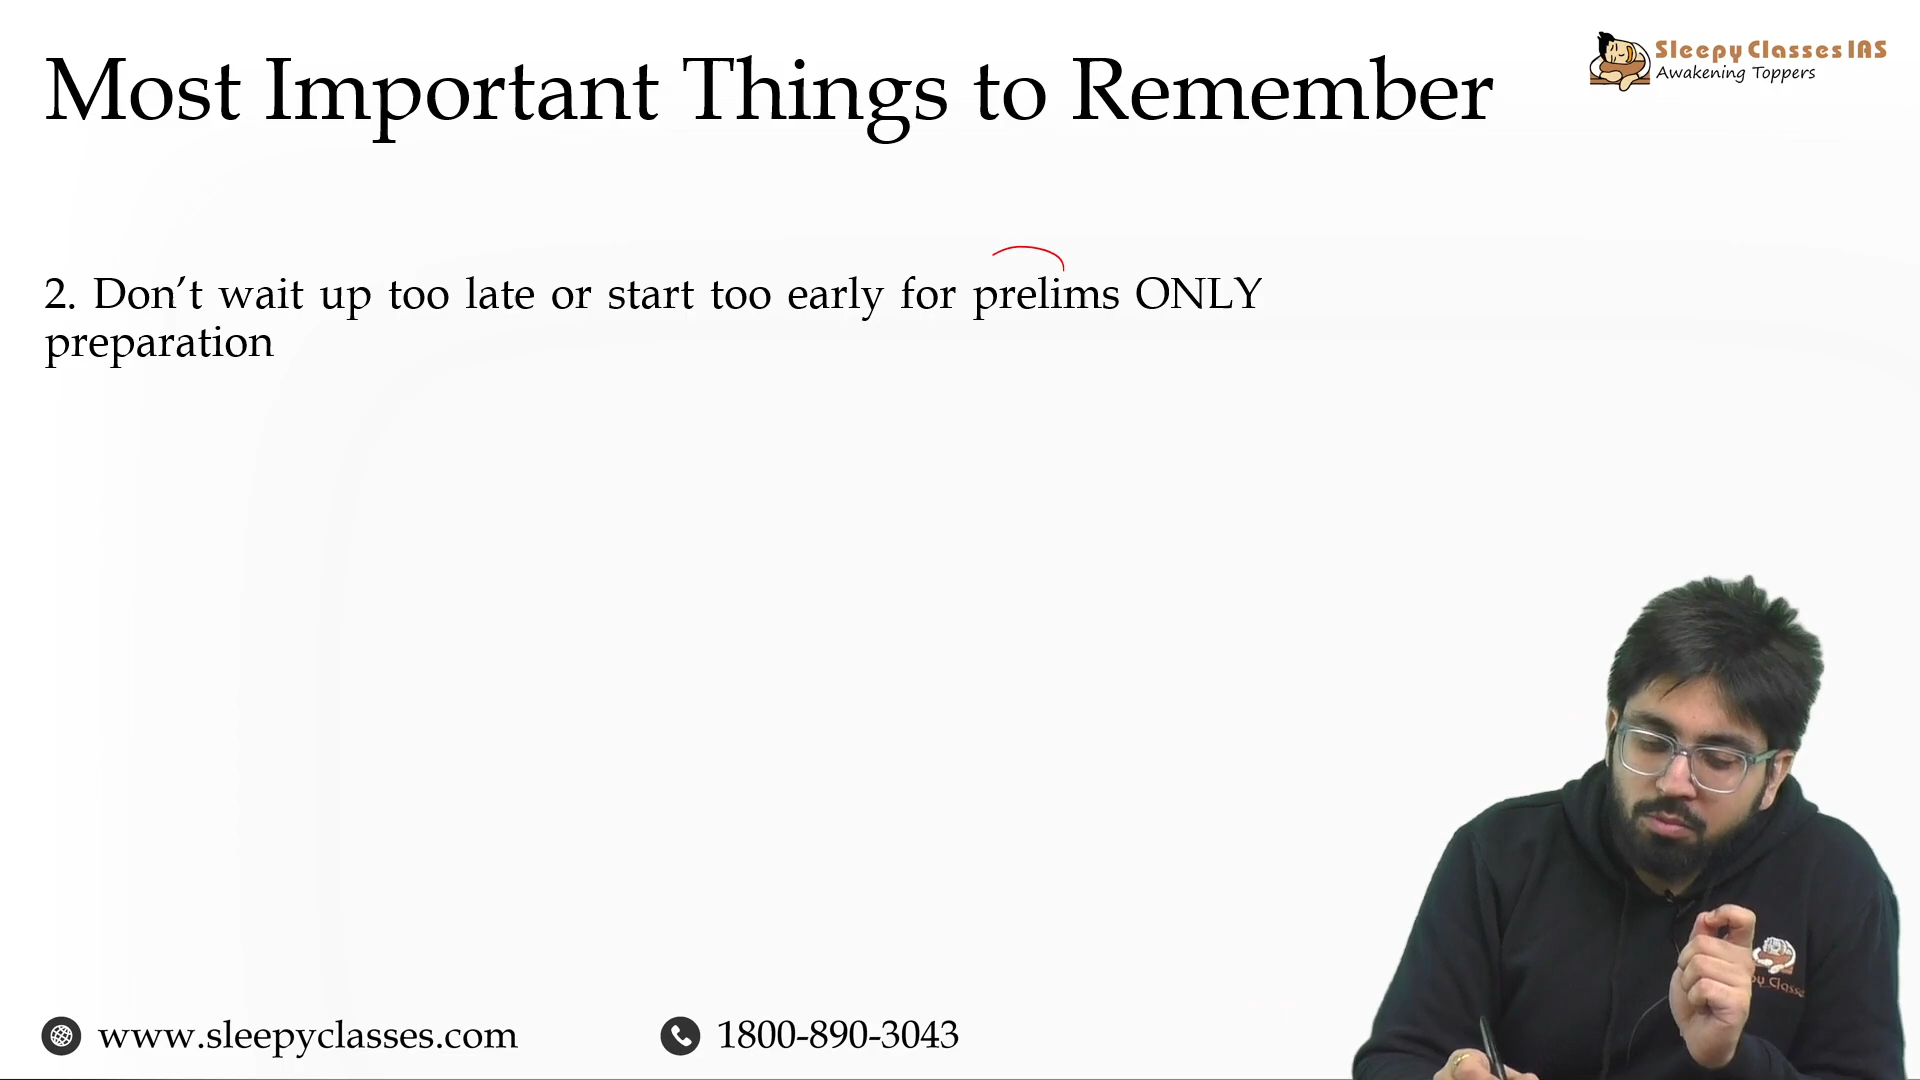 Most Important Things to Remember
Sleepy Classes IAS
Awakening Toppers
2. Don’t wait up too late or start too early for prelims ONLY
preparation
www.sleepyclasses.com
1800-890-3043